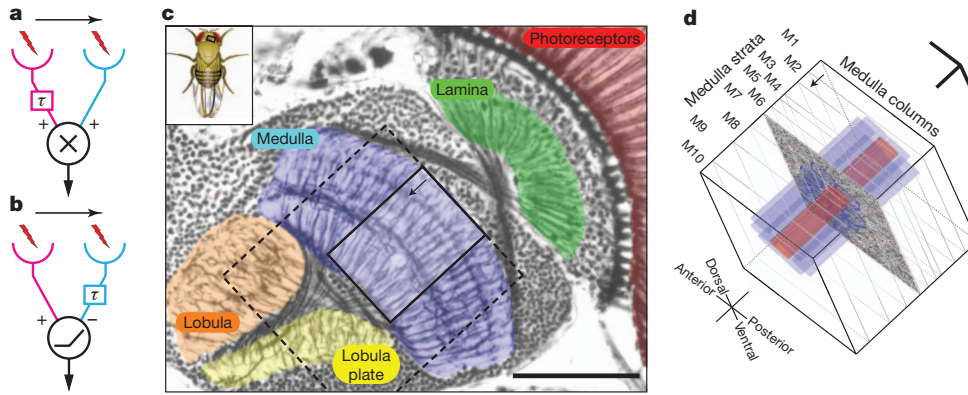 a
τ
+ +
×
b
τ
+ −
c
Photoreceptors
Lamina
Medulla
Lobula
Lobula
plate
d
Medulla strata
M1
M2
M3
M4
M5
M6
M7
M8
M9
M10
Medulla columns
Dorsal
Anterior
Posterior
Ventral